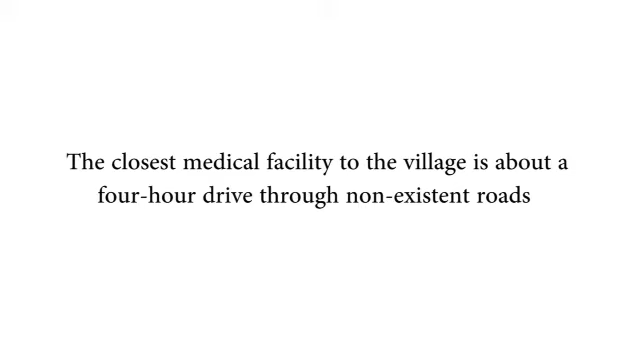 The closest medical facility to the village is about a
four-hour drive through non-existent roads